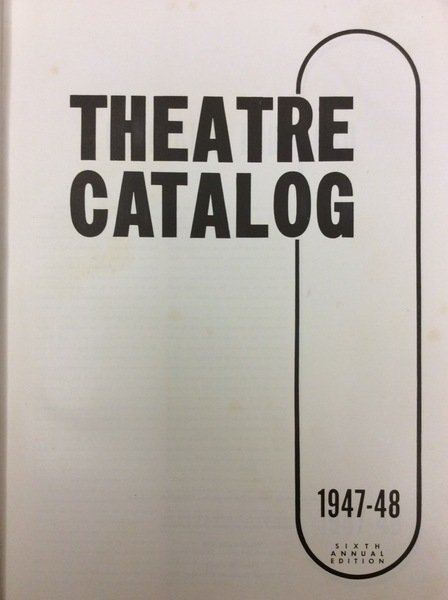 THEATRE
CATALOG
1947-48
SIXTH
ANNUAL
EDITION